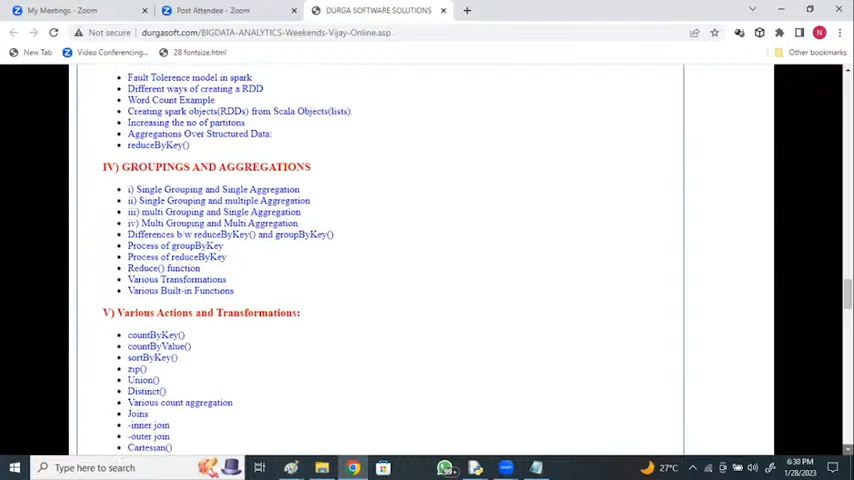 My Meetings - Zoom
Post Attendee - Zoom
DURGA SOFTWARE SOLUTIONS
Not secure
durgasoft.com/BIGDATA-ANALYTICS-Weekends-Vijay-Online.asp
N
New Tab
Video Conferencing,...
28 fontsize.html
Other bookmarks
Fault Tolerence model in spark
Different ways of creating a RDD
Word Count Example
Creating spark objects(RDDs) from Scala Objects(lists).
Increasing the no of partitons
Aggregations Over Structured Data:
reduceByKey()
IV) GROUPINGS AND AGGREGATIONS
i) Single Grouping and Single Aggregation
ii) Single Grouping and multiple Aggregation
iii) multi Grouping and Single Aggregation
iv) Multi Grouping and Multi Aggregation
Differences b/w reduceByKey() and groupByKey()
Process of groupByKey
Process of reduceByKey
Reduce() function
Various Transformations
Various Built-in Functions
V) Various Actions and Transformations:
countByKey()
countByValue()
sortByKey()
zip()
Union()
Distinct()
Various count aggregation
Joins
-inner join
-outer join
Cartesian()
Type here to search
99+
27°C
6:30 PM
1/28/2023